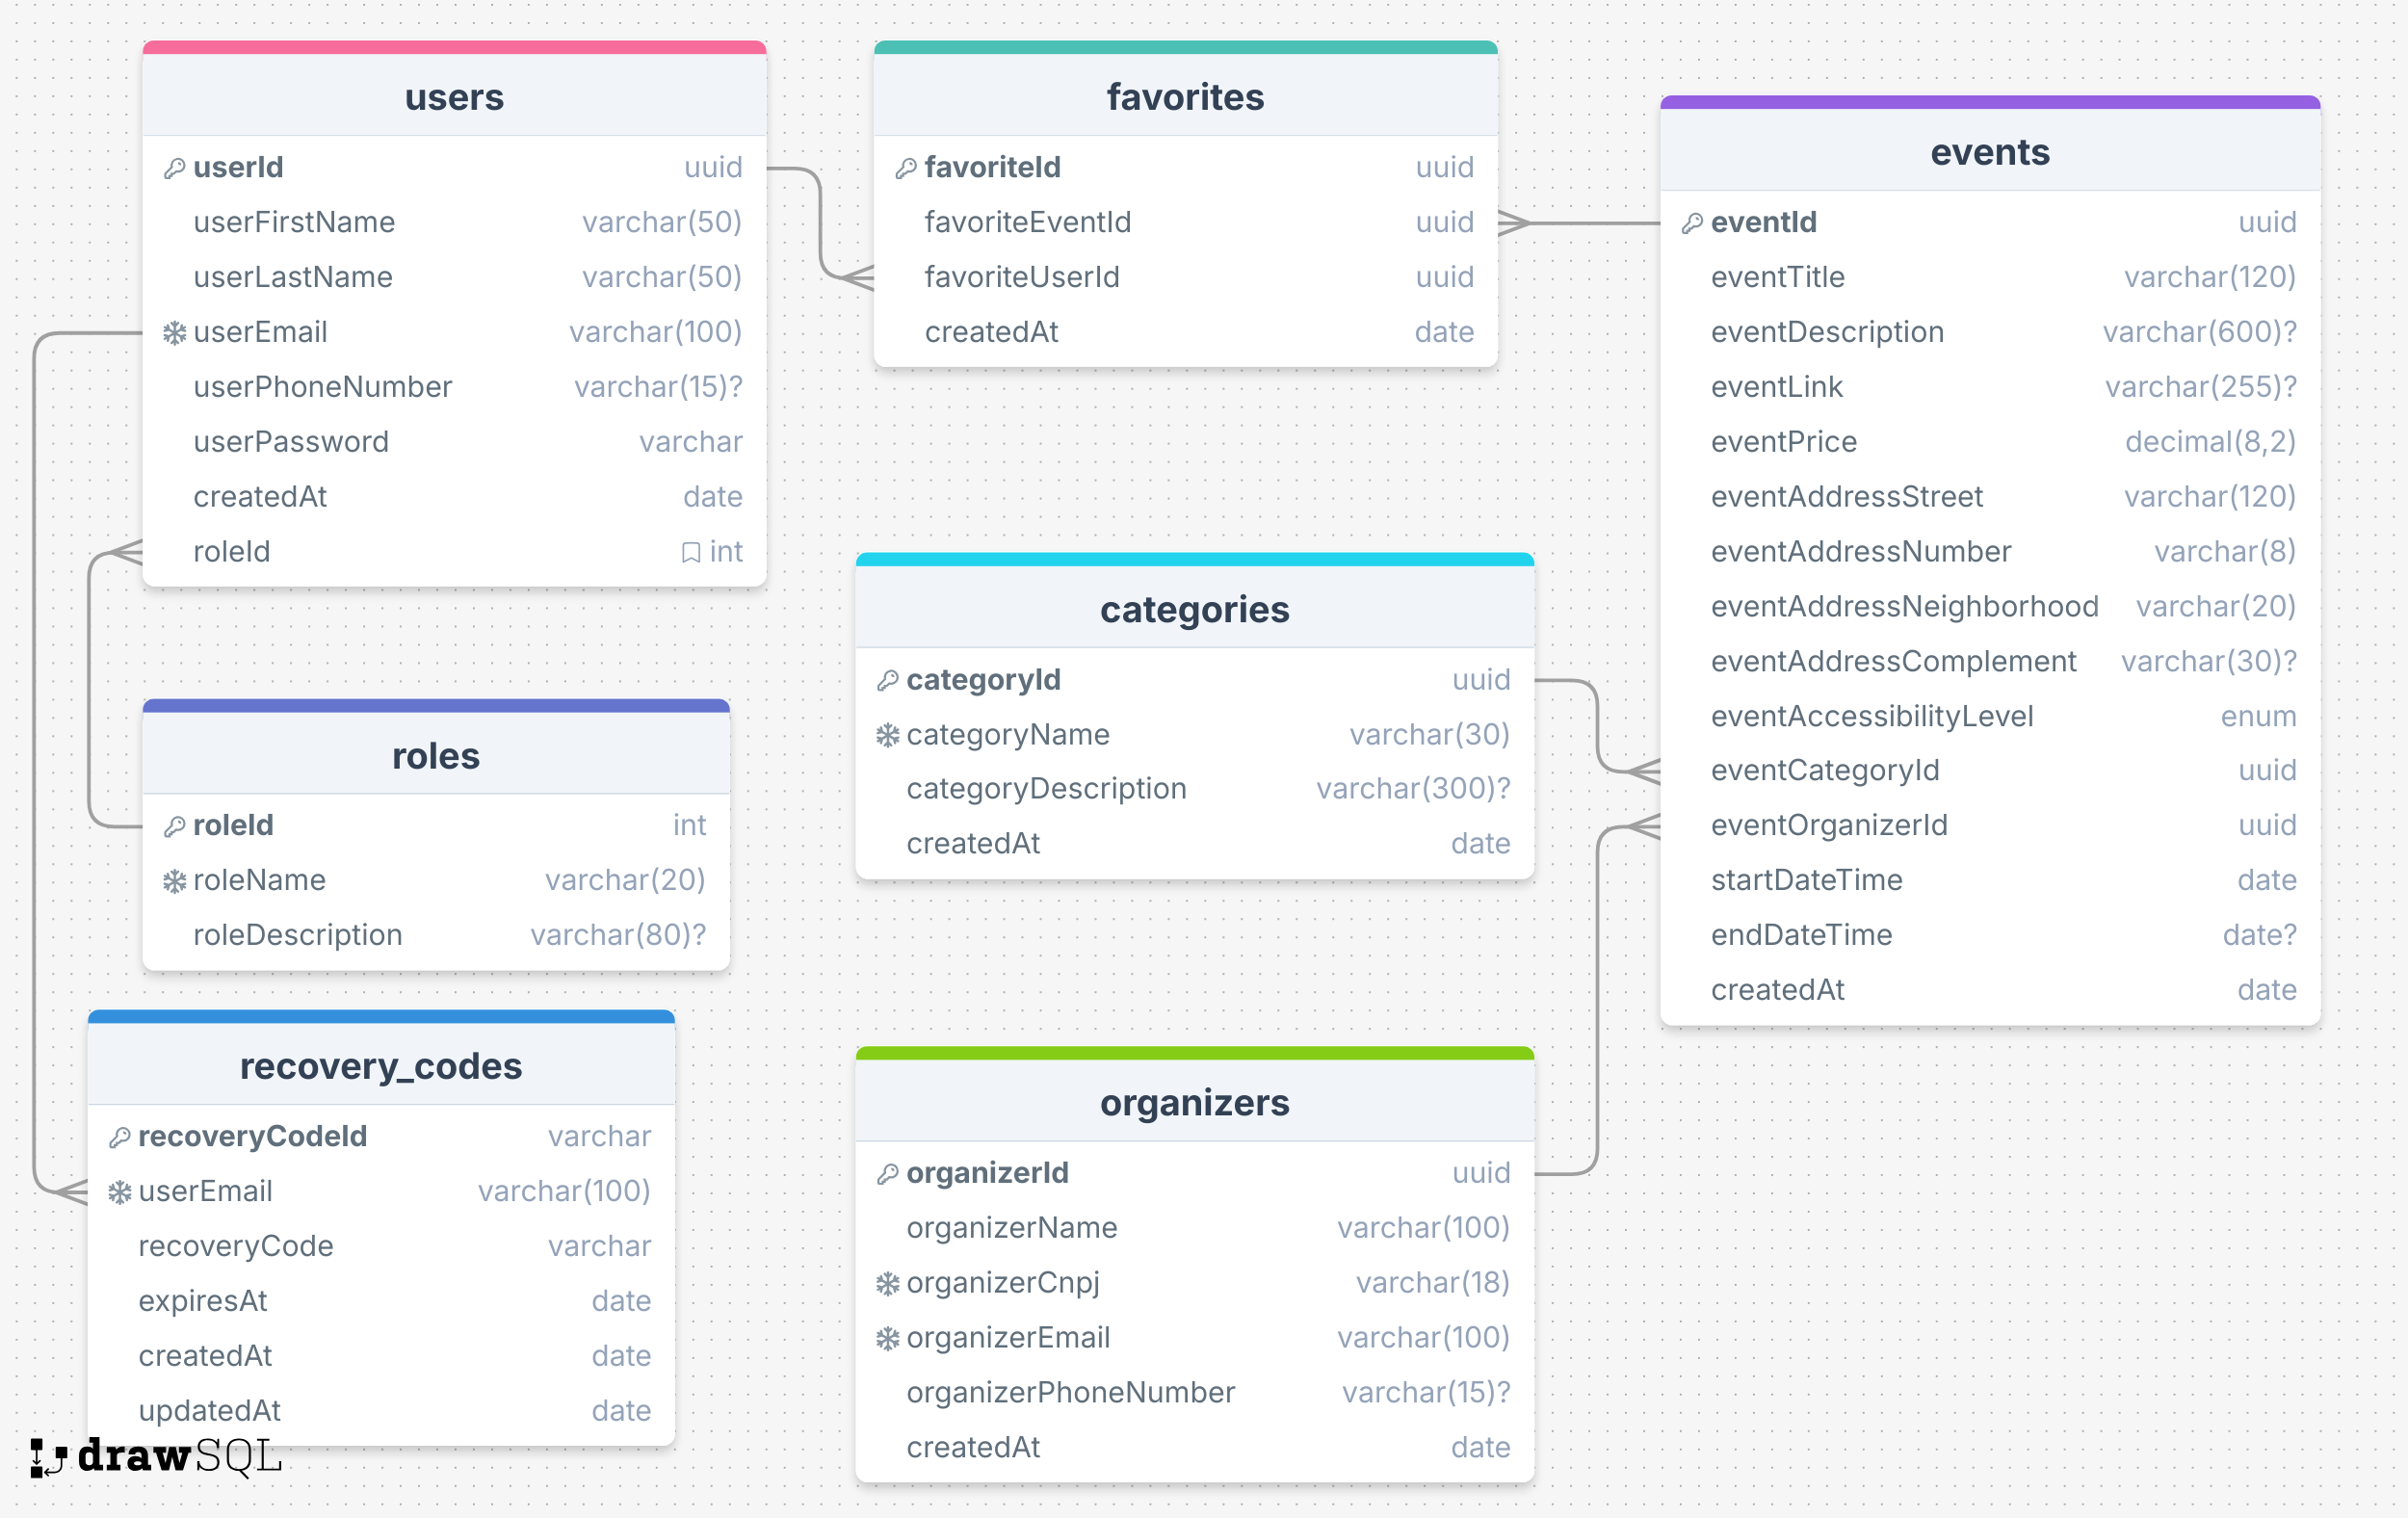 users
userId uuid
userFirstName varchar(50)
userLastName varchar(50)
userEmail varchar(100)
userPhoneNumber varchar(15)?
userPassword varchar
createdAt date
roleId int
favorites
favoriteId uuid
favoriteEventId uuid
favoriteUserId uuid
createdAt date
events
eventId uuid
eventTitle varchar(120)
eventDescription varchar(600)?
eventLink varchar(255)?
eventPrice decimal(8,2)
eventAddressStreet varchar(120)
eventAddressNumber varchar(8)
eventAddressNeighborhood varchar(20)
eventAddressComplement varchar(30)?
eventAccessibilityLevel enum
eventCategoryId uuid
eventOrganizerId uuid
startDateTime date
endDateTime date?
createdAt date
categories
categoryId uuid
categoryName varchar(30)
categoryDescription varchar(300)?
createdAt date
roles
roleId int
roleName varchar(20)
roleDescription varchar(80)?
recovery_codes
recoveryCodeId varchar
userEmail varchar(100)
recoveryCode varchar
expiresAt date
createdAt date
updatedAt date
organizers
organizerId uuid
organizerName varchar(100)
organizerCnpj varchar(18)
organizerEmail varchar(100)
organizerPhoneNumber varchar(15)?
createdAt date
drawSQL